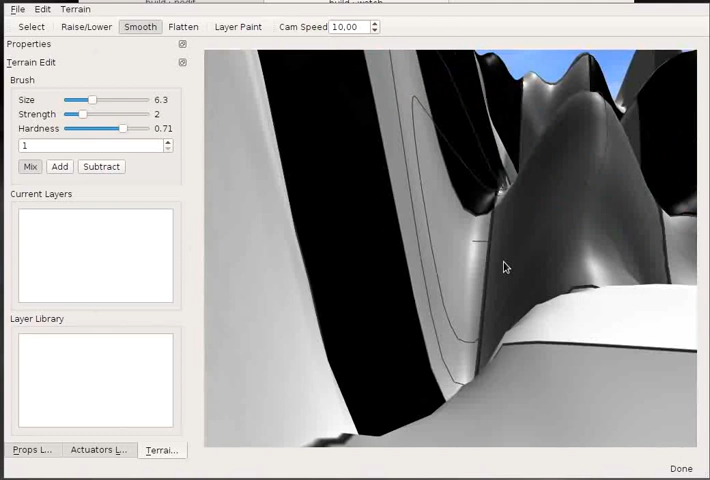 File Edit Terrain
Select Raise/Lower Smooth Flatten Layer Paint Cam Speed 10.00
Properties
Terrain Edit
Brush
Size 6.3
Strength 2
Hardness 0.71
1
Mix Add Subtract
Current Layers
Layer Library
Props L... Actuators L... Terrai...
Done